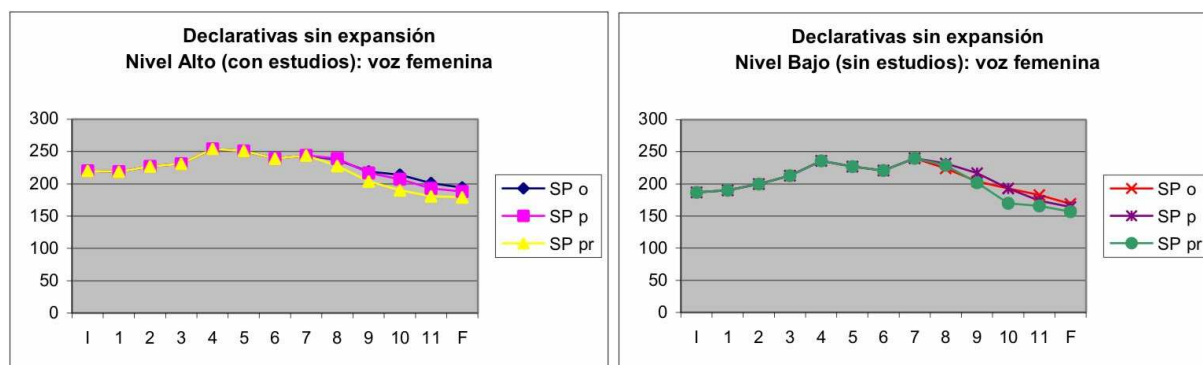 Declarativas sin expansión
Nivel Alto (con estudios): voz femenina
300
250
200
150
100
50
0
I 1 2 3 4 5 6 7 8 9 10 11 F
SP o
SP p
SP pr
Declarativas sin expansión
Nivel Bajo (sin estudios): voz femenina
300
250
200
150
100
50
0
I 1 2 3 4 5 6 7 8 9 10 11 F
SP o
SP p
SP pr